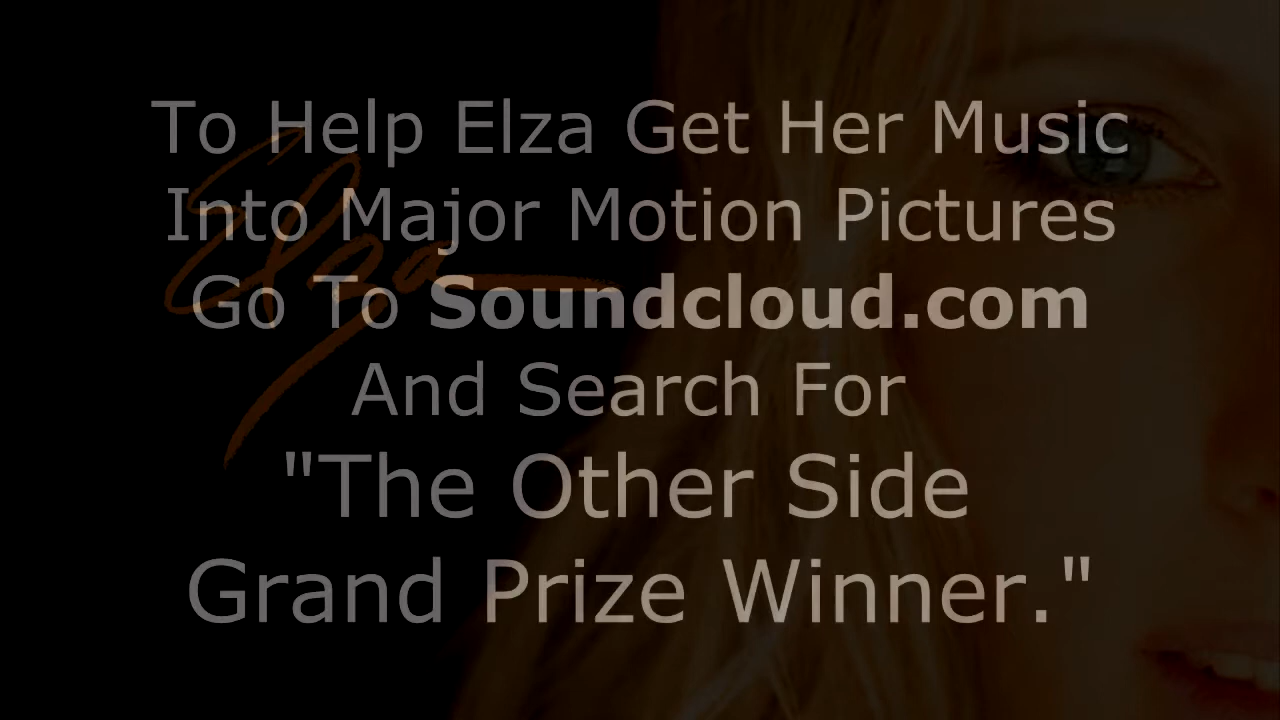 To Help Elza Get Her Music
Into Major Motion Pictures
Go To Soundcloud.com
And Search For
"The Other Side
Grand Prize Winner."
Elza